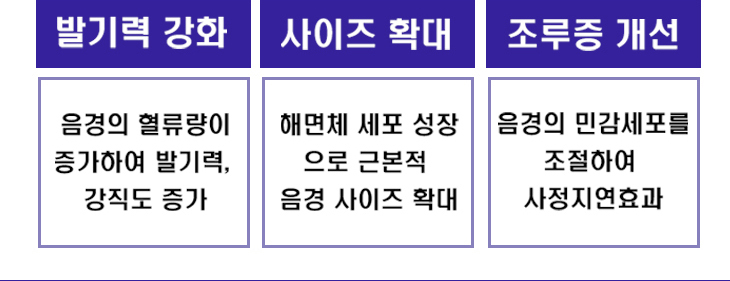 발기력 강화
사이즈 확대
조루증 개선
음경의 혈류량이
증가하여 발기력,
강직도 증가
해면체 세포 성장
으로 근본적
음경 사이즈 확대
음경의 민감세포를
조절하여
사정지연효과